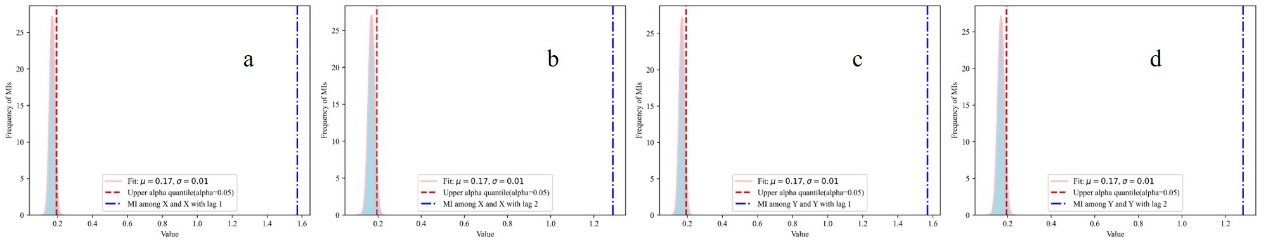 a
25
20
15
10
5
0
Frequency of MIs
0.2 0.4 0.6 0.8 1.0 1.2 1.4 1.6
Value
Fit: μ = 0.17, σ = 0.01
Upper alpha quantile(alpha=0.05)
MI among X and X with lag 1
b
25
20
15
10
5
0
Frequency of MIs
0.2 0.4 0.6 0.8 1.0 1.2
Value
Fit: μ = 0.17, σ = 0.01
Upper alpha quantile(alpha=0.05)
MI among X and X with lag 2
c
25
20
15
10
5
0
Frequency of MIs
0.2 0.4 0.6 0.8 1.0 1.2 1.4 1.6
Value
Fit: μ = 0.17, σ = 0.01
Upper alpha quantile(alpha=0.05)
MI among Y and Y with lag 1
d
25
20
15
10
5
0
Frequency of MIs
0.2 0.4 0.6 0.8 1.0 1.2
Value
Fit: μ = 0.17, σ = 0.01
Upper alpha quantile(alpha=0.05)
MI among Y and Y with lag 2